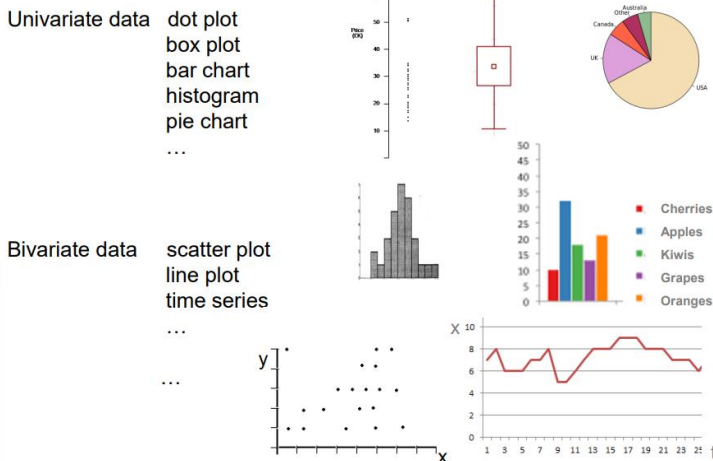 Univariate data dot plot
box plot
bar chart
histogram
pie chart
...
Price
(£K)
50
40
30
20
10
Australia
Other
Canada
UK
USA
50
45
40
35
30
25
20
15
10
5
0
Cherries
Apples
Kiwis
Grapes
Oranges
Bivariate data scatter plot
line plot
time series
...
...
y
x
X
10
8
6
4
2
0
1 3 5 7 9 11 13 15 17 19 21 23 25